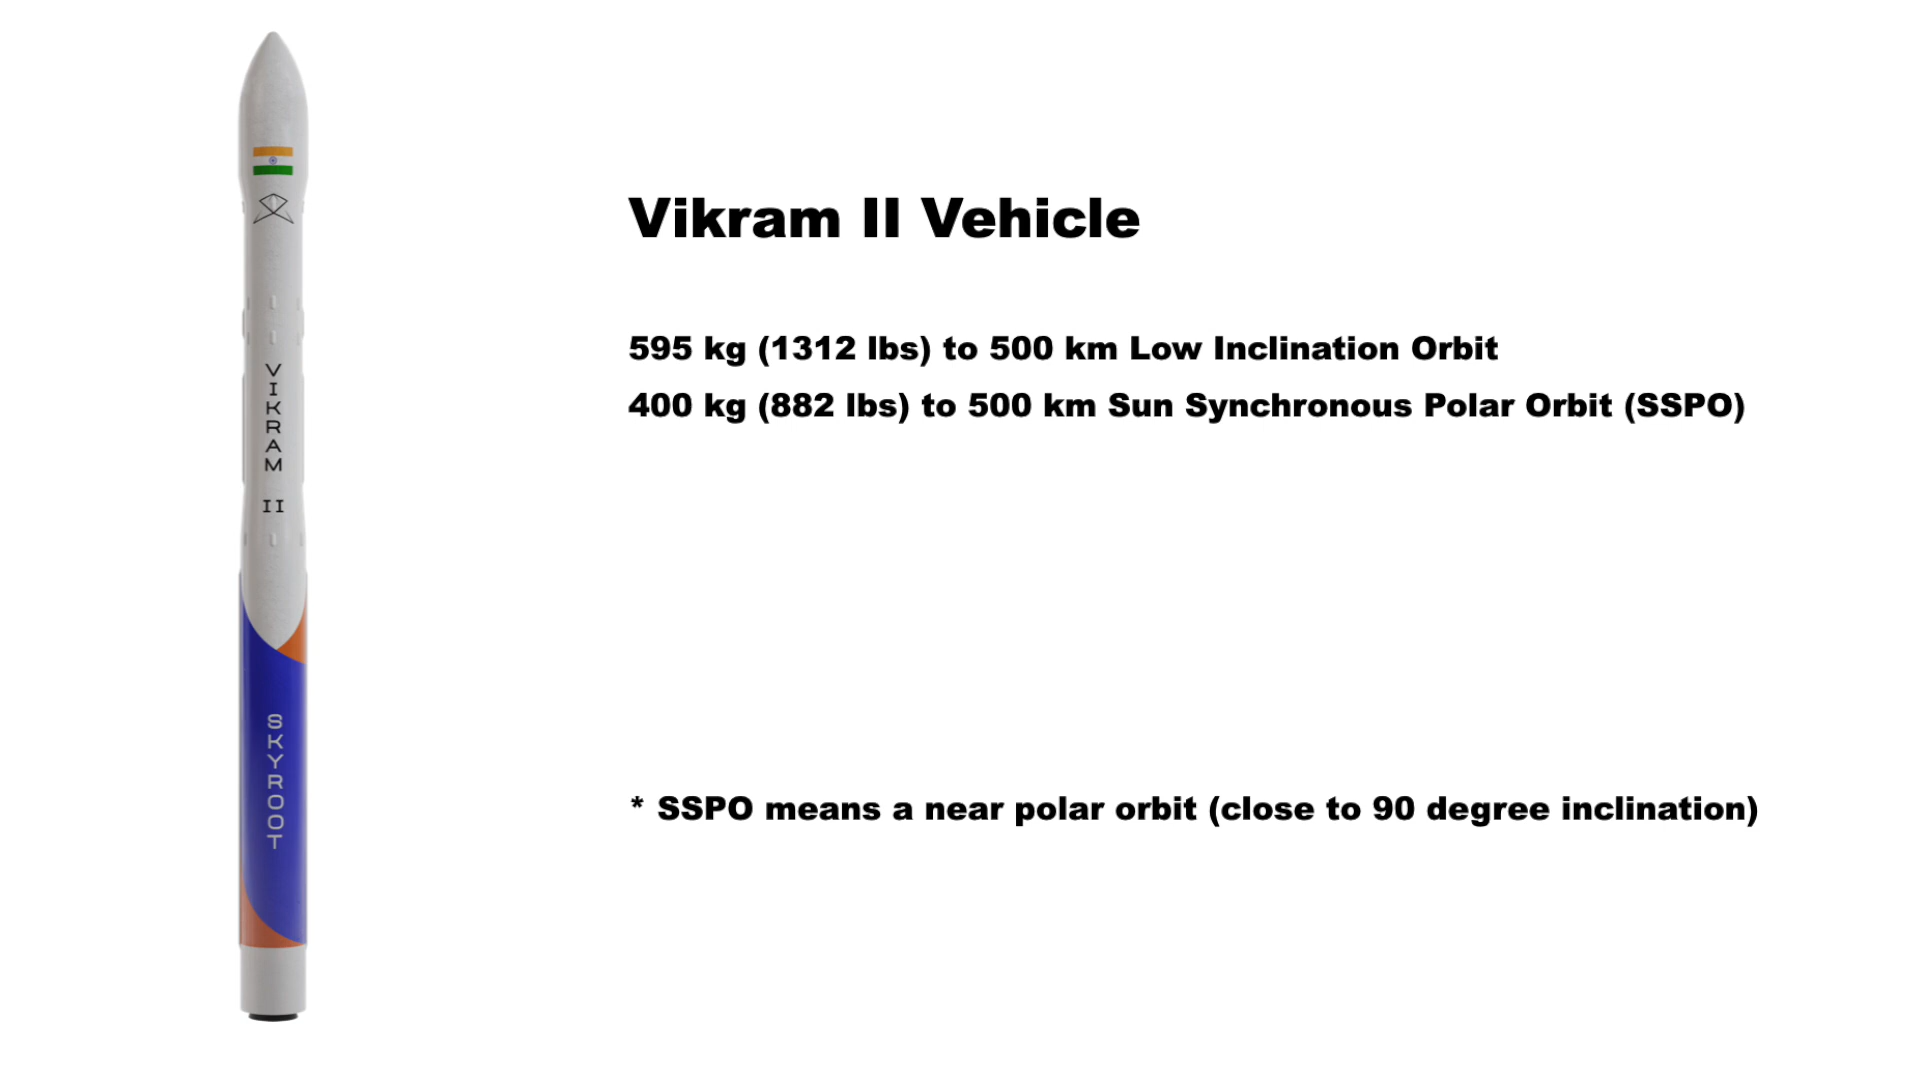 VIKRAM II
SKYROOT
Vikram II Vehicle
595 kg (1312 lbs) to 500 km Low Inclination Orbit
400 kg (882 lbs) to 500 km Sun Synchronous Polar Orbit (SSPO)
* SSPO means a near polar orbit (close to 90 degree inclination)